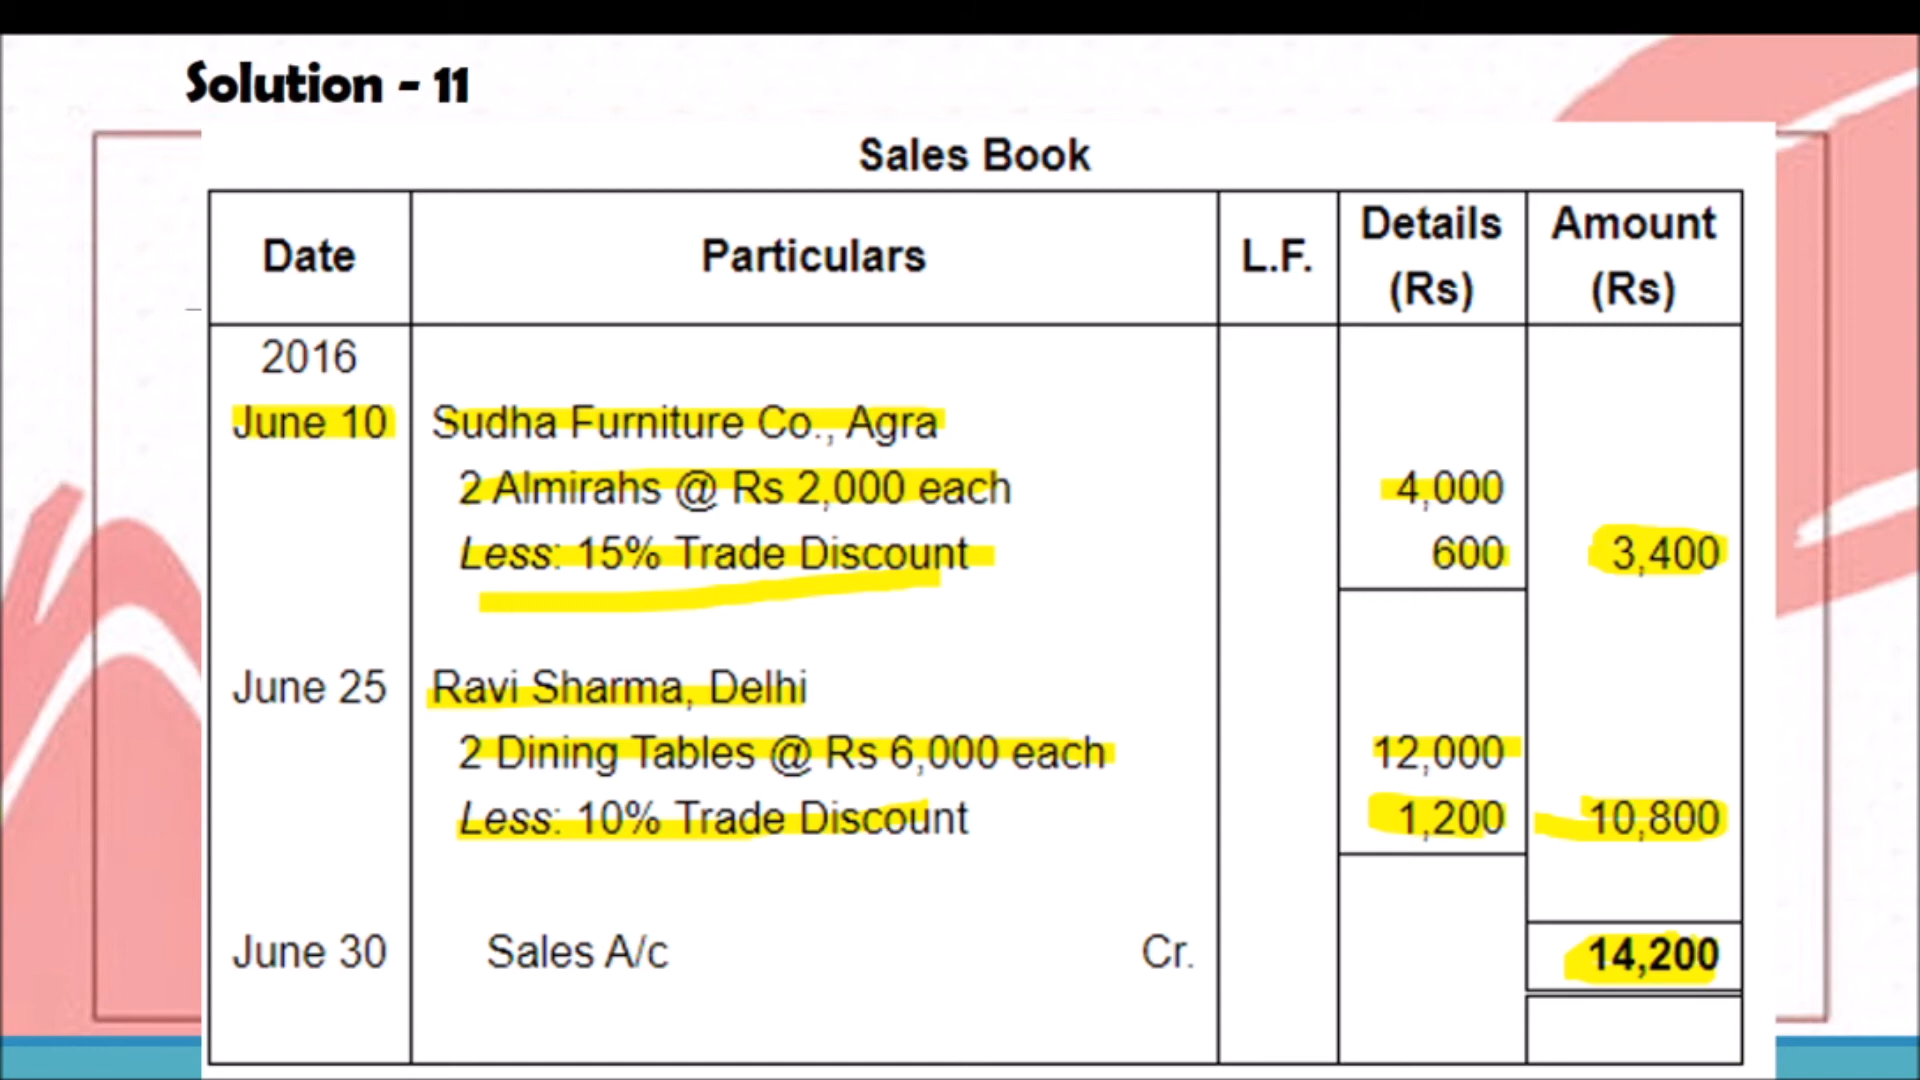 Solution - 11
Sales Book
Date Particulars L.F. Details (Rs) Amount (Rs)
2016
June 10 Sudha Furniture Co., Agra
2 Almirahs @ Rs 2,000 each 4,000
Less: 15% Trade Discount 600 3,400
June 25 Ravi Sharma, Delhi
2 Dining Tables @ Rs 6,000 each 12,000
Less: 10% Trade Discount 1,200 10,800
June 30 Sales A/c Cr. 14,200